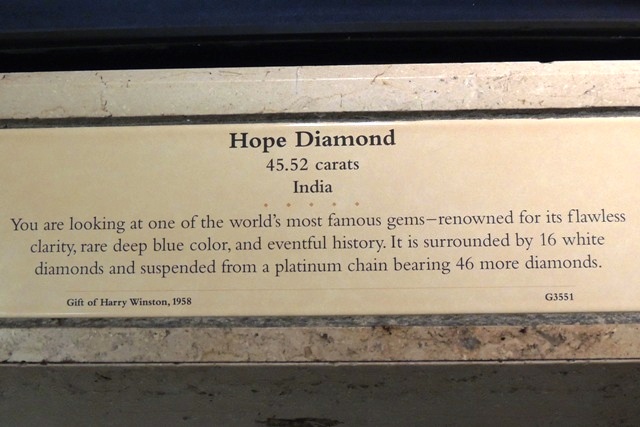 Hope Diamond
45.52 carats
India
You are looking at one of the world's most famous gems—renowned for its flawless
clarity, rare deep blue color, and eventful history. It is surrounded by 16 white
diamonds and suspended from a platinum chain bearing 46 more diamonds.
Gift of Harry Winston, 1958
G3551